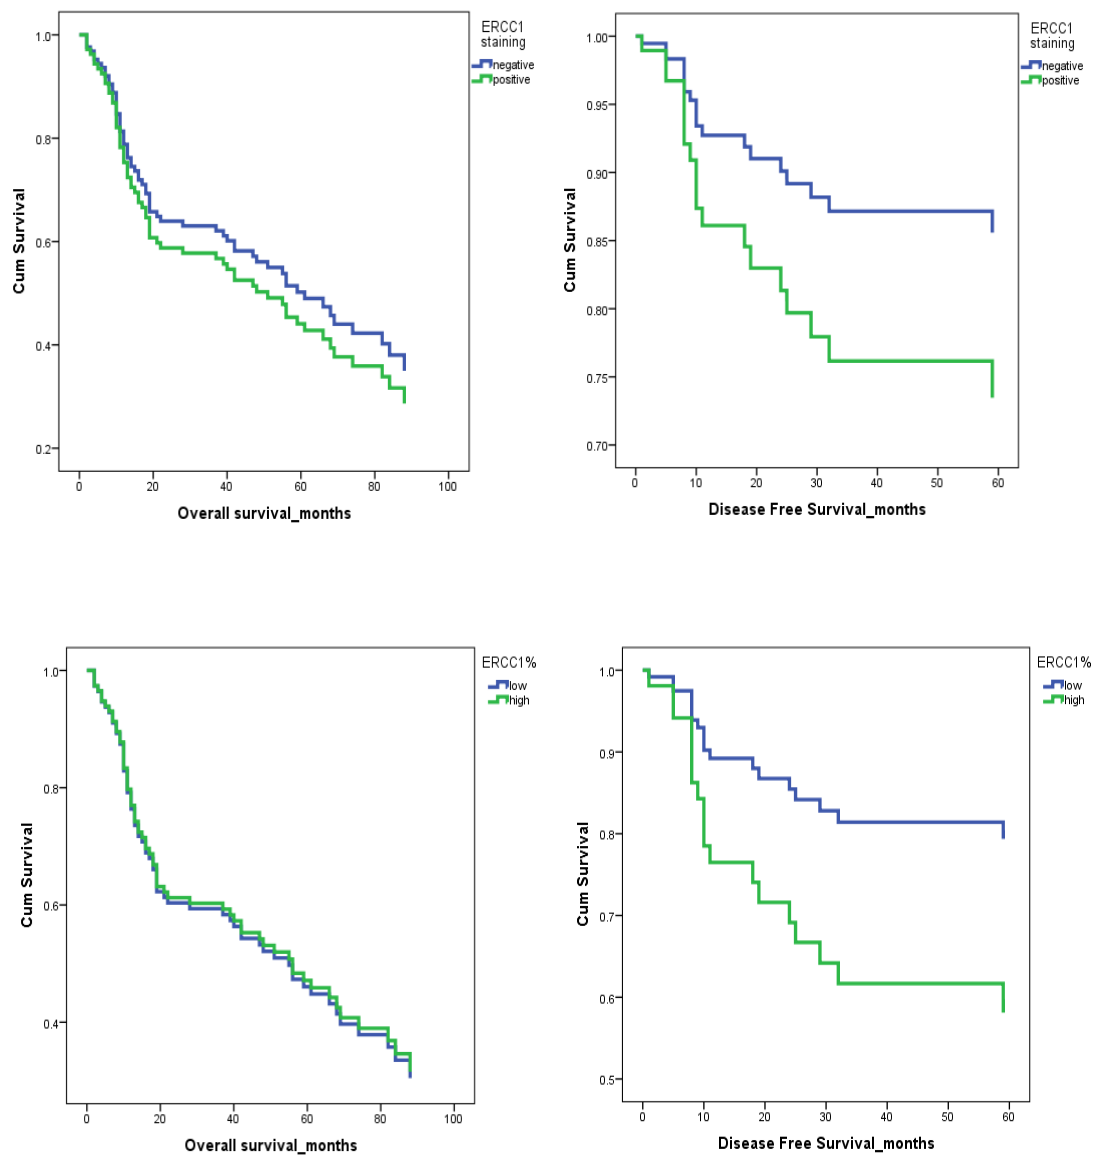 ERCC1
staining
negative
positive
1.0
0.8
0.6
0.4
0.2
Cum Survival
0 20 40 60 80 100
Overall survival_months
ERCC1
staining
negative
positive
1.00
0.95
0.90
0.85
0.80
0.75
0.70
Cum Survival
0 10 20 30 40 50 60
Disease Free Survival_months
ERCC1%
low
high
1.0
0.8
0.6
0.4
Cum Survival
0 20 40 60 80 100
Overall survival_months
ERCC1%
low
high
1.0
0.9
0.8
0.7
0.6
0.5
Cum Survival
0 10 20 30 40 50 60
Disease Free Survival_months